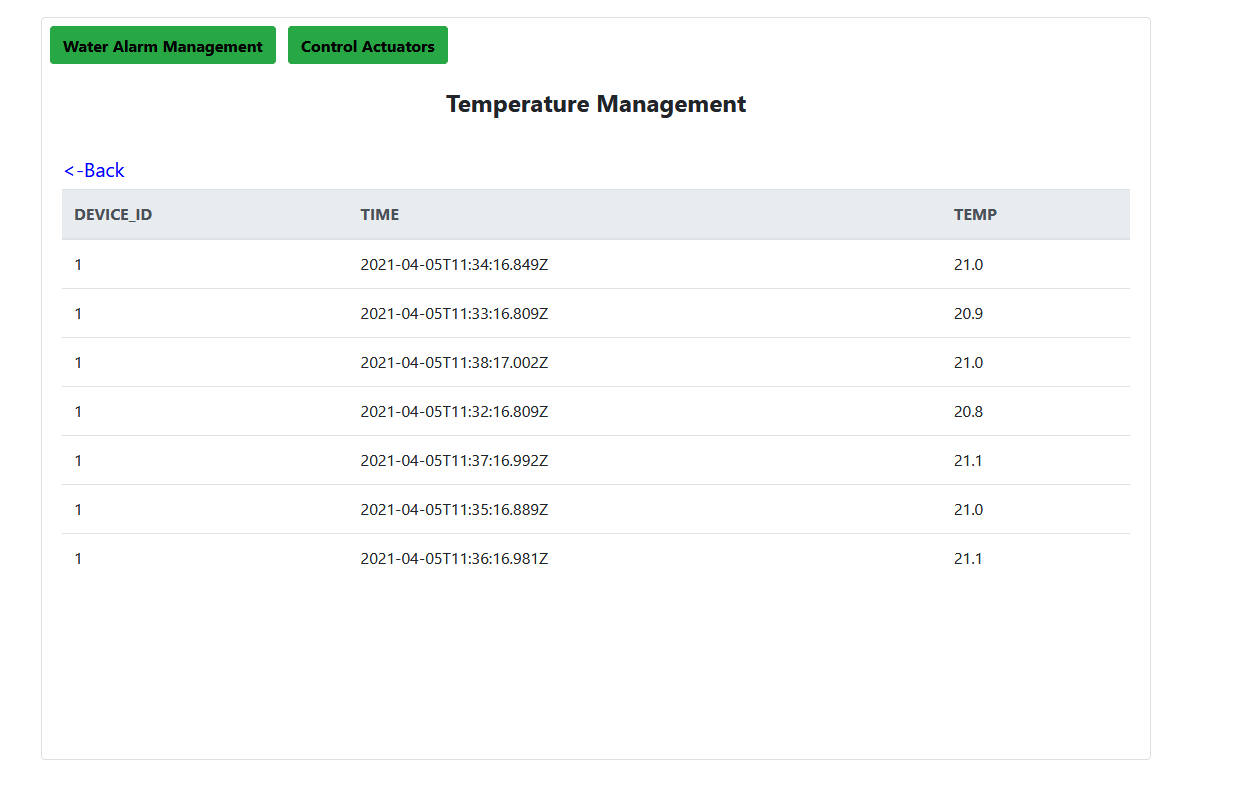 Water Alarm Management Control Actuators
Temperature Management
<-Back
DEVICE_ID TIME TEMP
1 2021-04-05T11:34:16.849Z 21.0
1 2021-04-05T11:33:16.809Z 20.9
1 2021-04-05T11:38:17.002Z 21.0
1 2021-04-05T11:32:16.809Z 20.8
1 2021-04-05T11:37:16.992Z 21.1
1 2021-04-05T11:35:16.889Z 21.0
1 2021-04-05T11:36:16.981Z 21.1